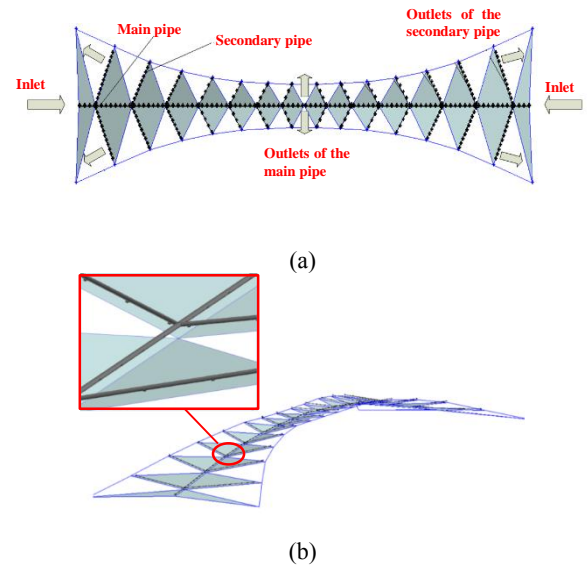 Outlets of the
secondary pipe
Main pipe
Secondary pipe
Inlet
Inlet
Outlets of the
main pipe
(a)
(b)